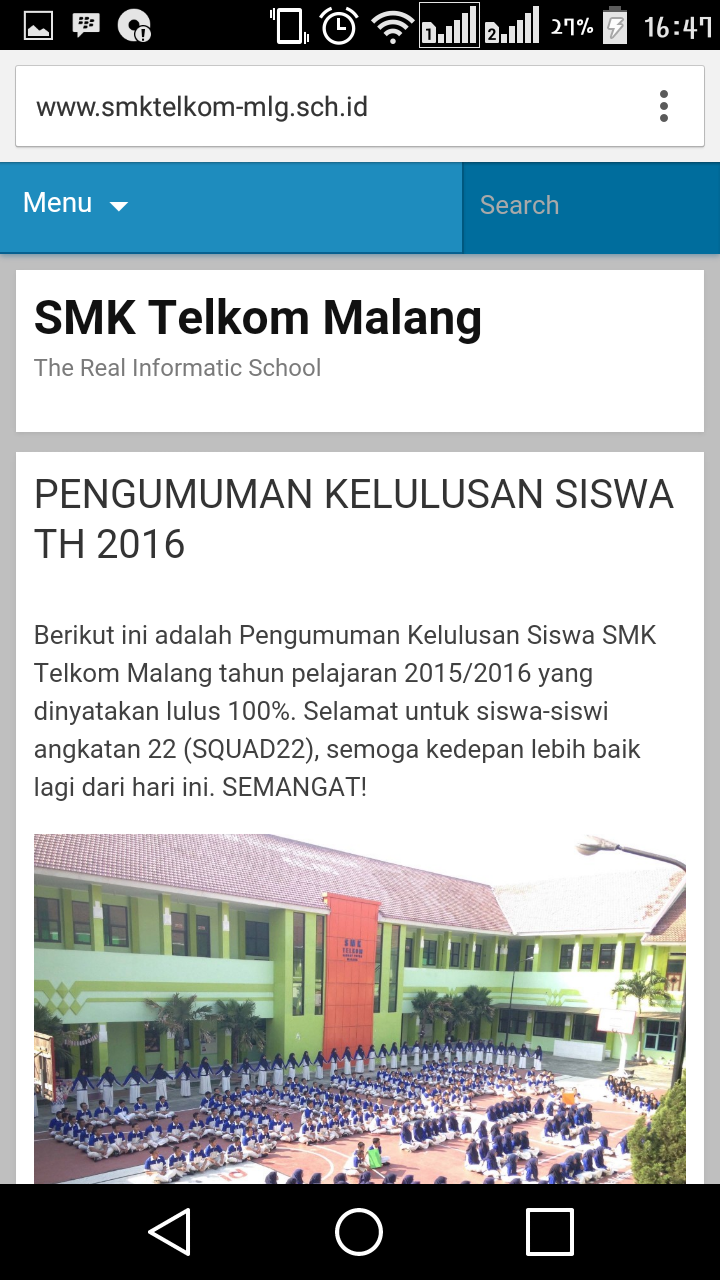 27% 16:47
www.smktelkom-mlg.sch.id
Menu Search
SMK Telkom Malang
The Real Informatic School
PENGUMUMAN KELULUSAN SISWA
TH 2016
Berikut ini adalah Pengumuman Kelulusan Siswa SMK
Telkom Malang tahun pelajaran 2015/2016 yang
dinyatakan lulus 100%. Selamat untuk siswa-siswi
angkatan 22 (SQUAD22), semoga kedepan lebih baik
lagi dari hari ini. SEMANGAT!
SMK
TELKOM